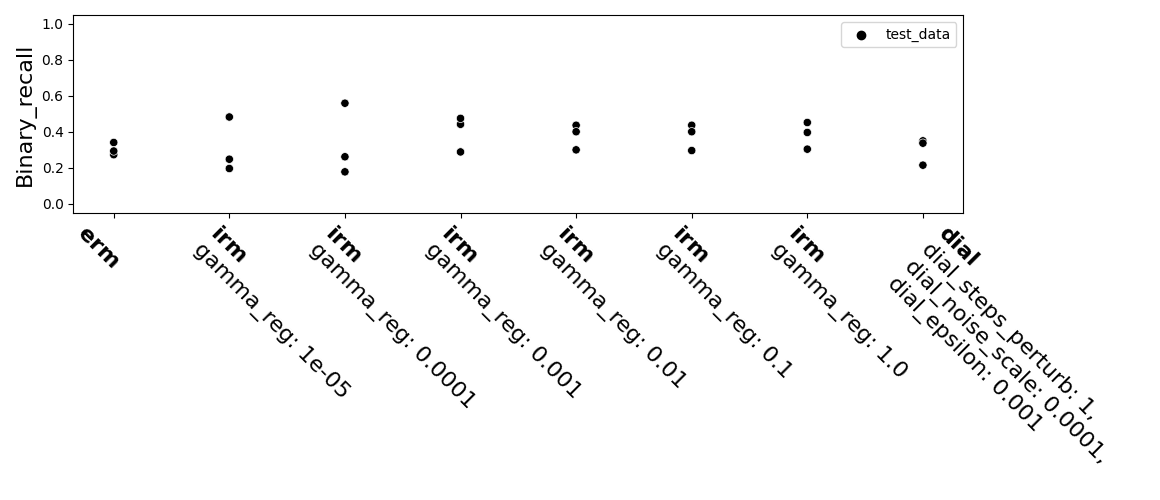 Binary_recall
1.0
0.8
0.6
0.4
0.2
0.0
test_data
erm
irm
gamma_reg: 1e-05
irm
gamma_reg: 0.0001
irm
gamma_reg: 0.001
irm
gamma_reg: 0.01
irm
gamma_reg: 0.1
irm
gamma_reg: 1.0
dial
dial_steps_perturb: 1,
dial_noise_scale: 0.0001,
dial_epsilon: 0.001